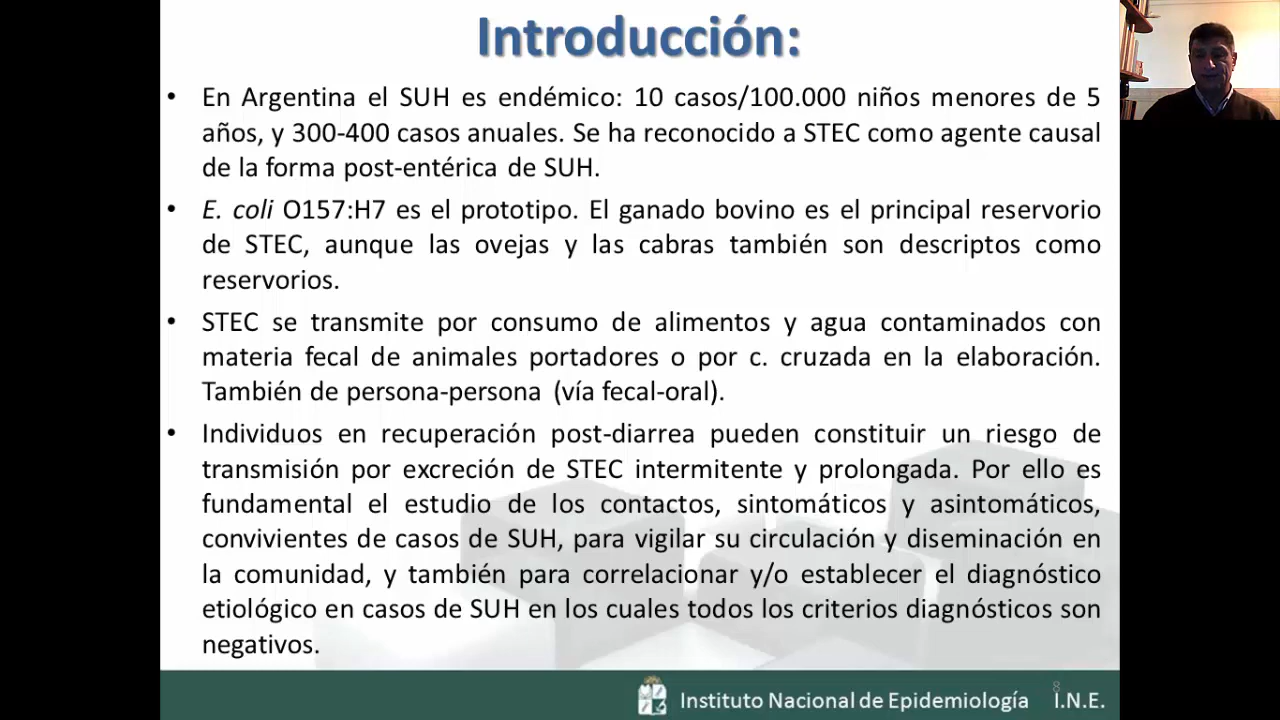 Introducción:
• En Argentina el SUH es endémico: 10 casos/100.000 niños menores de 5
años, y 300-400 casos anuales. Se ha reconocido a STEC como agente causal
de la forma post-entérica de SUH.
• E. coli O157:H7 es el prototipo. El ganado bovino es el principal reservorio
de STEC, aunque las ovejas y las cabras también son descriptos como
reservorios.
• STEC se transmite por consumo de alimentos y agua contaminados con
materia fecal de animales portadores o por c. cruzada en la elaboración.
También de persona-persona (vía fecal-oral).
• Individuos en recuperación post-diarrea pueden constituir un riesgo de
transmisión por excreción de STEC intermitente y prolongada. Por ello es
fundamental el estudio de los contactos, sintomáticos y asintomáticos,
convivientes de casos de SUH, para vigilar su circulación y diseminación en
la comunidad, y también para correlacionar y/o establecer el diagnóstico
etiológico en casos de SUH en los cuales todos los criterios diagnósticos son
negativos.
Instituto Nacional de Epidemiología I.N.E.